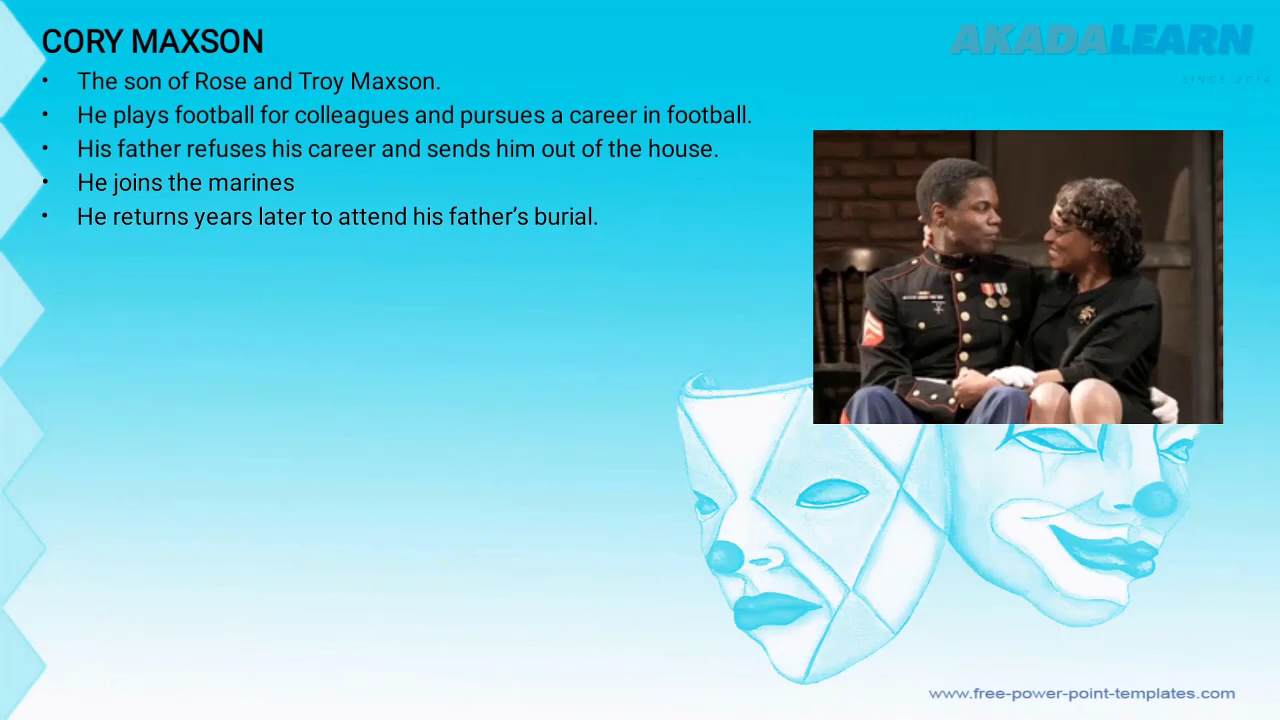 CORY MAXSON
AKADALEARN
SINCE 2014
• The son of Rose and Troy Maxson.
• He plays football for colleagues and pursues a career in football.
• His father refuses his career and sends him out of the house.
• He joins the marines
• He returns years later to attend his father’s burial.
www.free-power-point-templates.com